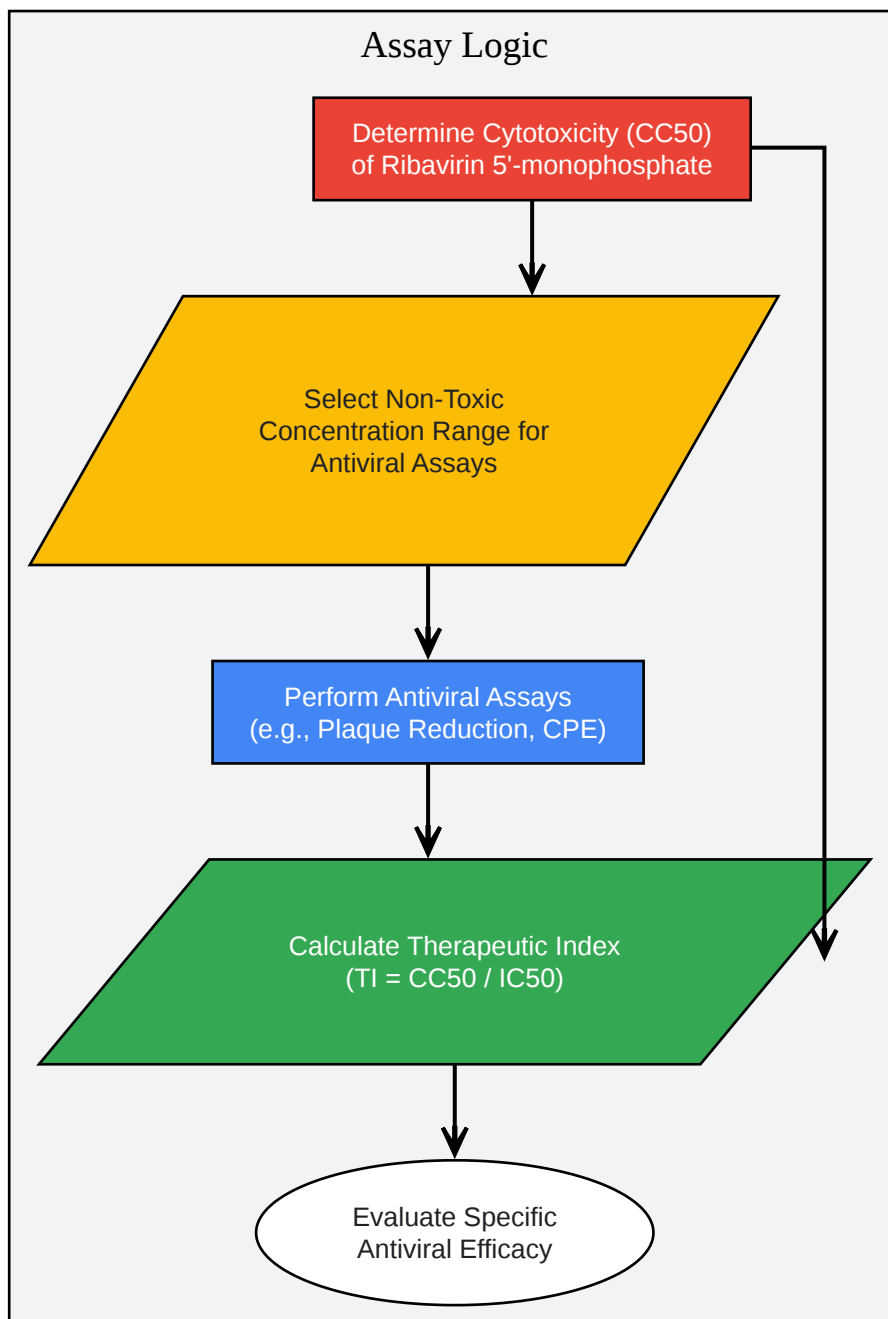 Assay Logic
Determine Cytotoxicity (CC50)
of Ribavirin 5'-monophosphate
Select Non-Toxic
Concentration Range for
Antiviral Assays
Perform Antiviral Assays
(e.g., Plaque Reduction, CPE)
Calculate Therapeutic Index
(TI = CC50 / IC50)
Evaluate Specific
Antiviral Efficacy